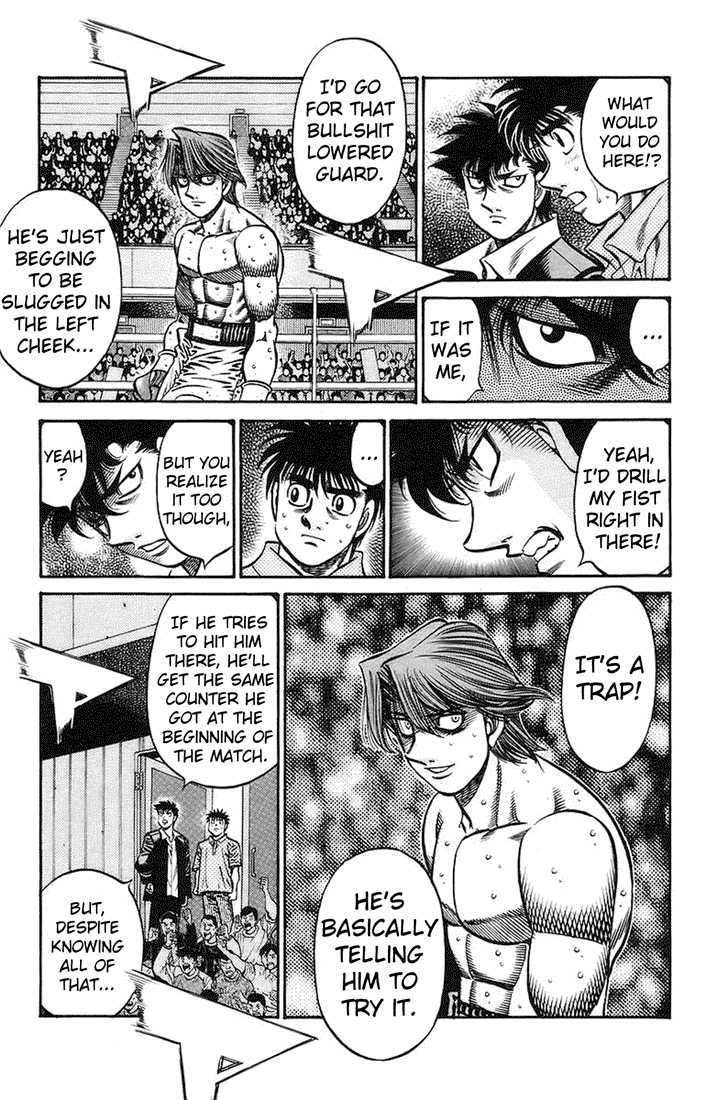 WHAT
WOULD
YOU DO
HERE!?
...
IF IT
WAS
ME,
I'D GO
FOR THAT
BULLSHIT
LOWERED
GUARD.
HE'S JUST
BEGGING
TO BE
SLUGGED IN
THE LEFT
CHEEK...
YEAH,
I'D DRILL
MY FIST
RIGHT IN
THERE!
...
BUT YOU
REALIZE
IT TOO
THOUGH,
YEAH
?
IT'S A
TRAP!
HE'S
BASICALLY
TELLING
HIM TO
TRY IT.
IF HE TRIES
TO HIT HIM
THERE, HE'LL
GET THE SAME
COUNTER HE
GOT AT THE
BEGINNING OF
THE MATCH.
BUT,
DESPITE
KNOWING
ALL OF
THAT...